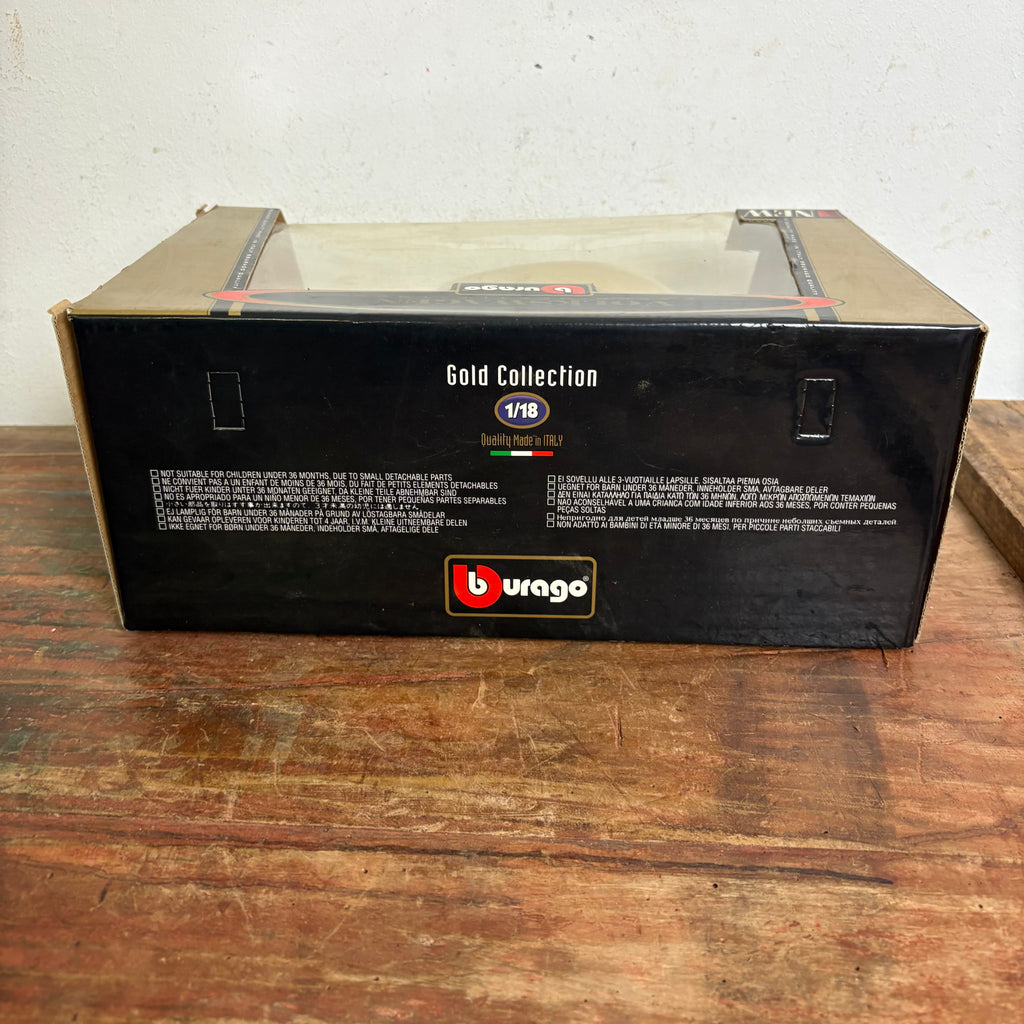 NEW
burago
Gold Collection
1/18
Quality Made in ITALY
NOT SUITABLE FOR CHILDREN UNDER 36 MONTHS, DUE TO SMALL DETACHABLE PARTS
NE CONVIENT PAS A UN ENFANT DE MOINS DE 36 MOIS, DU FAIT DE PETITS ELEMENTS DETACHABLES
NICHT FUER KINDER UNTER 36 MONATEN GEEIGNET, DA KLEINE TEILE ABNEHMBAR SIND
NO ES APROPRIADO PARA UN NINO MENOR DE 36 MESES, POR TENER PEQUENAS PARTES SEPARABLES
EJ LAMPLIG FÖR BARN UNDER 36 MÅNADER PÅ GRUND AV LÖSTAGBARA SMÅDELAR
KAN GEVAAR OPLEVEREN VOOR KINDEREN TOT 4 JAAR, I.V.M. KLEINE UITNEEMBARE DELEN
IKKE EGNET FOR BØRN UNDER 36 MÅNEDER, INDEHOLDER SMA, AFTAGELIGE DELE
EI SOVELLU ALLE 3-VUOTIAILLE LAPSILLE, SISALTAA PIENIA OSIA
UEGNET FOR BARN UNDER 36 MÅNEDER, INNEHOLDER SMA, AVTAGBARE DELER
ΔΕΝ ΕΙΝΑΙ ΚΑΤΑΛΛΗΛΟ ΓΙΑ ΠΑΙΔΙΑ ΚΑΤΩ ΤΩΝ 36 ΜΗΝΩΝ, ΛΟΓΩ ΜΙΚΡΩΝ ΤΕΜΑΧΙΩΝ
NAO ACONSELHAVEL A UMA CRIANCA COM IDADE INFERIOR AOS 36 MESES, POR CONTER PEQUENAS
PEÇAS SOLTAS
Непригодно для детей младше 36 месяцев по причине небольших съемных деталей
NON ADATTO AI BAMBINI DI ETA MINORE DI 36 MESI, PER PICCOLE PARTI STACCABILI
burago